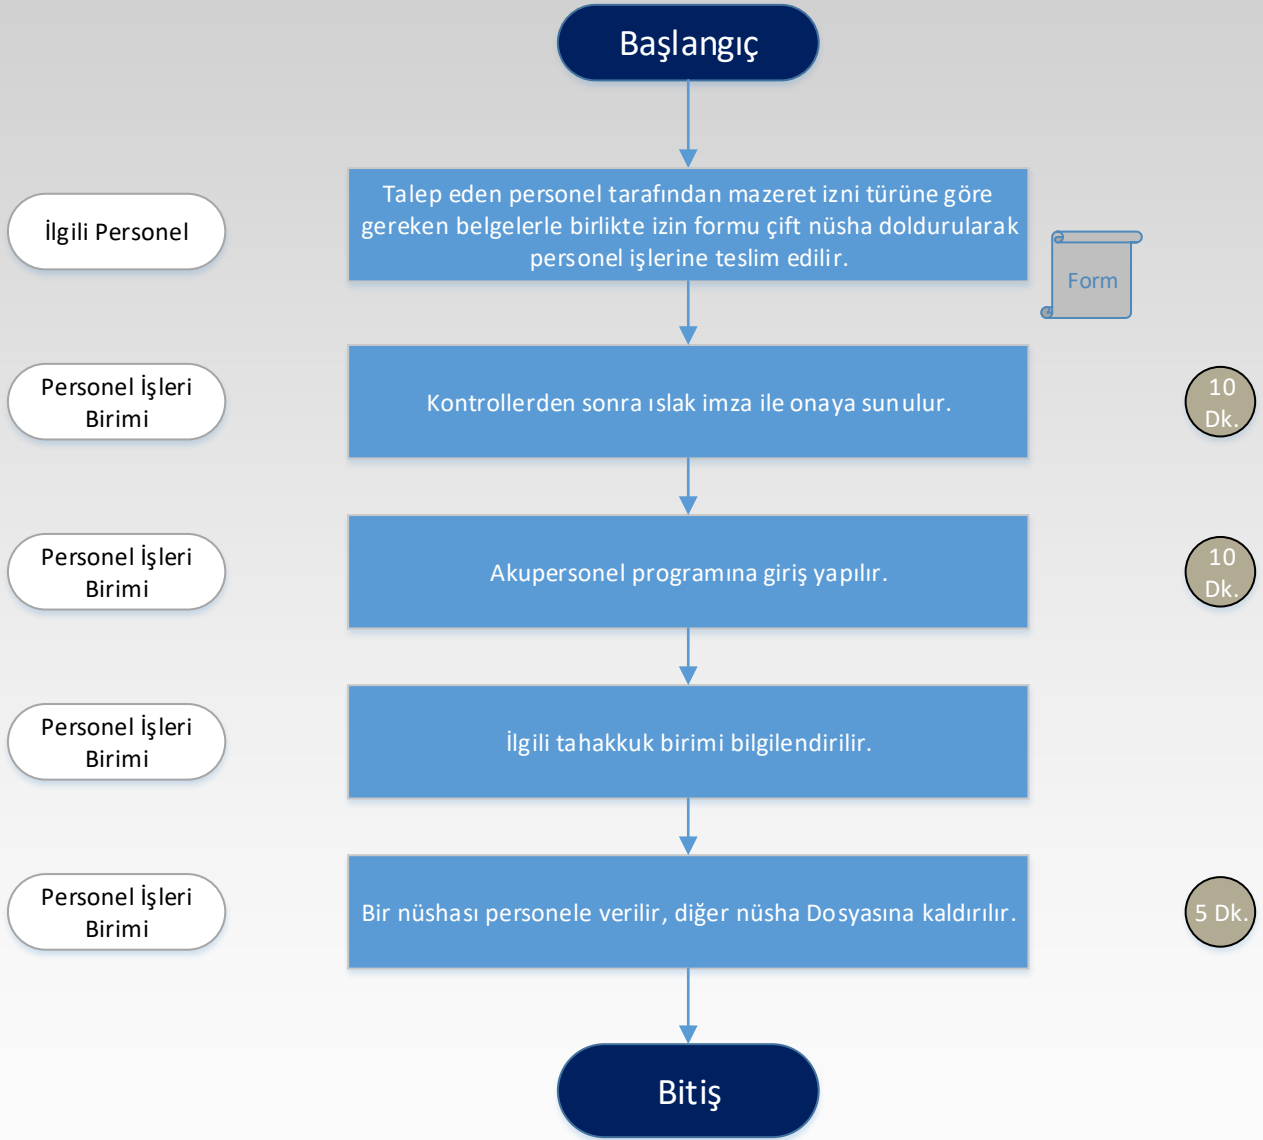 Başlangıç
İlgili Personel
Talep eden personel tarafından mazeret izni türüne göre
gereken belgelerle birlikte izin formu çift nüsha doldurularak
personel işlerine teslim edilir.
Form
Personel İşleri
Birimi
Kontrollerden sonra ıslak imza ile onaya sunulur.
10
Dk.
Personel İşleri
Birimi
Akupersonel programına giriş yapılır.
10
Dk.
Personel İşleri
Birimi
İlgili tahakkuk birimi bilgilendirilir.
Personel İşleri
Birimi
Bir nüshası personele verilir, diğer nüsha Dosyasına kaldırılır.
5 Dk.
Bitiş